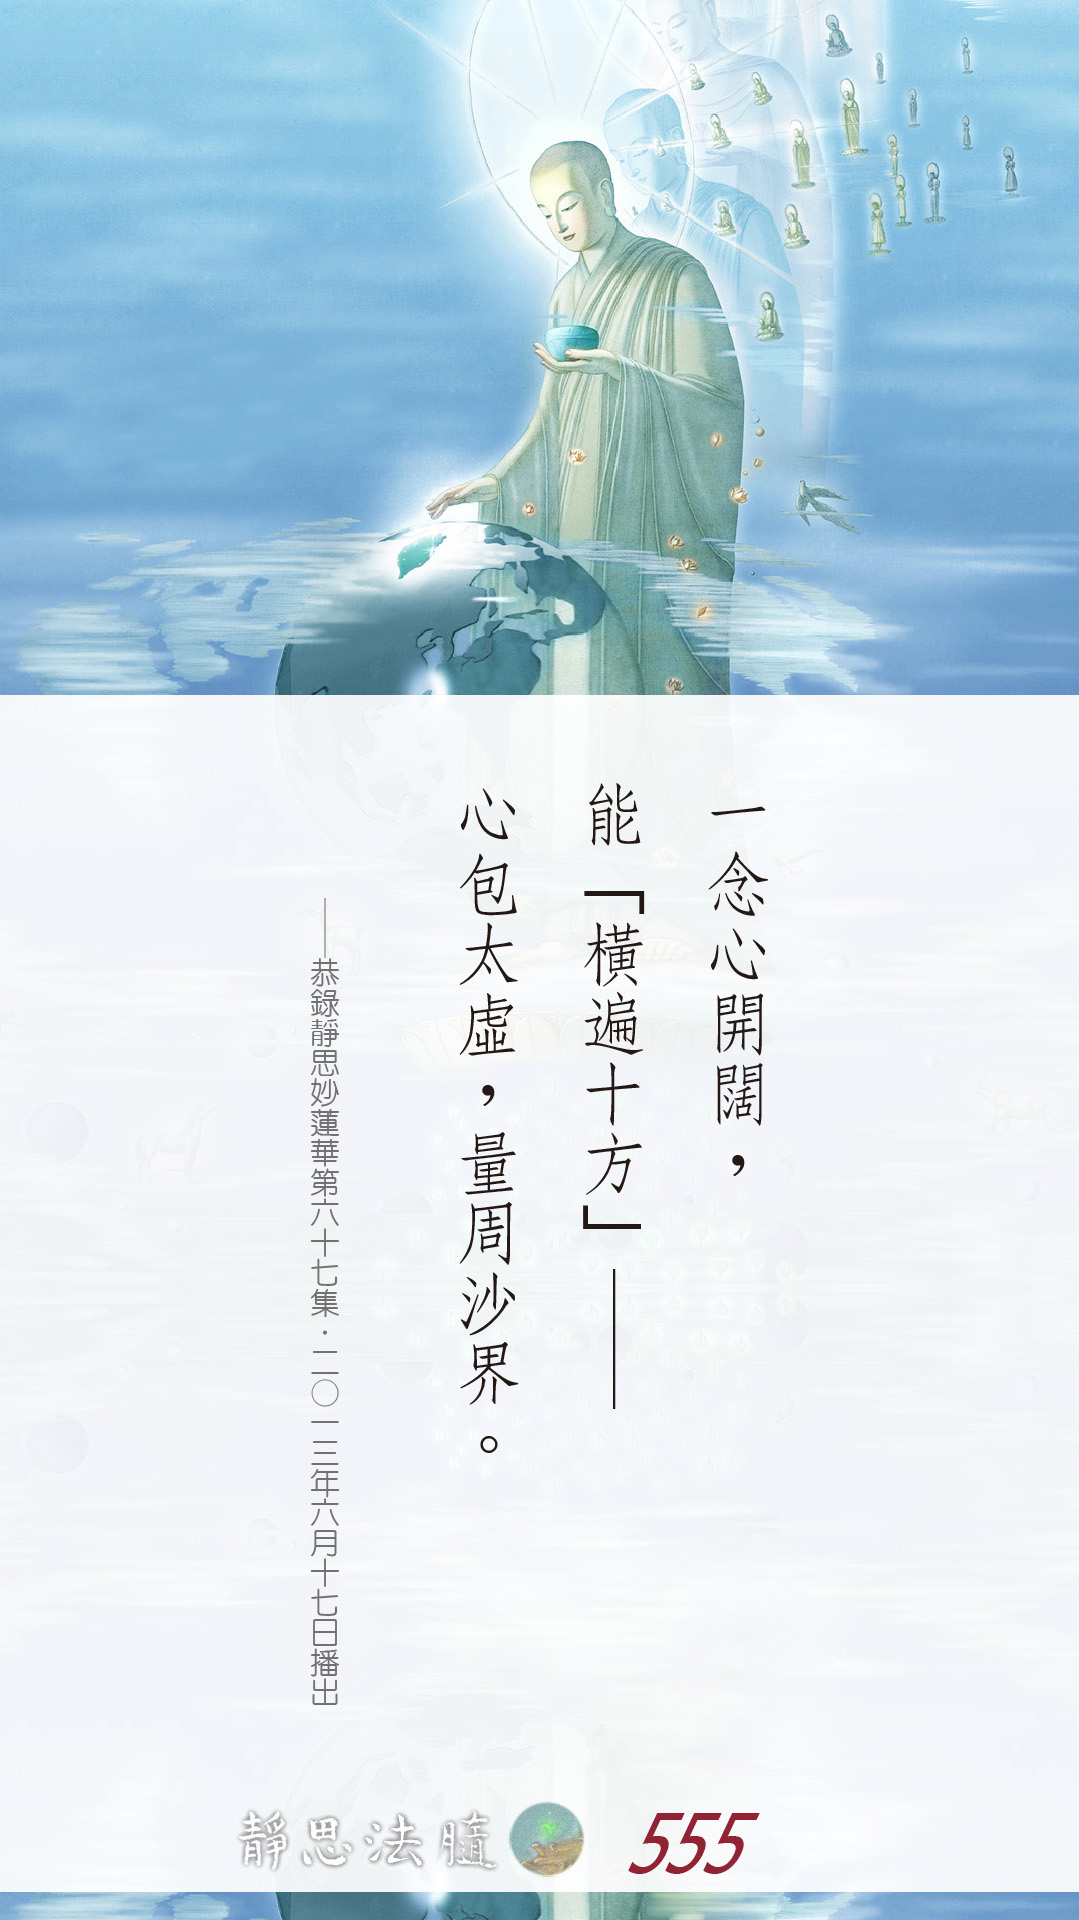 一念心開闊，
能「橫遍十方」——
心包太虛，量周沙界。
——恭錄靜思妙蓮華第六十七集·二〇一三年六月十七日播出
靜思法髓
555